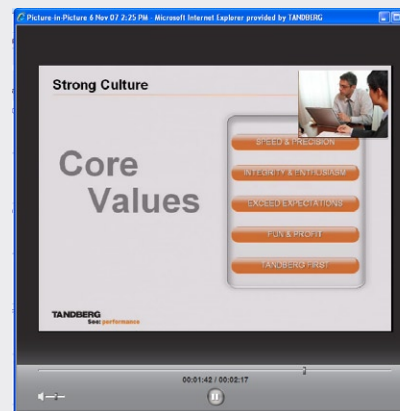 Picture-in-Picture 6 Nov 07 2:25 PM - Microsoft Internet Explorer provided by TANDBERG
Strong Culture
Core
Values
SPEED & PRECISION
INTEGRITY & ENTHUSIASM
EXCEED EXPECTATIONS
FUN & PROFIT
TANDBERG FIRST
TANDBERG
See: performance
00:01:42 / 00:02:17